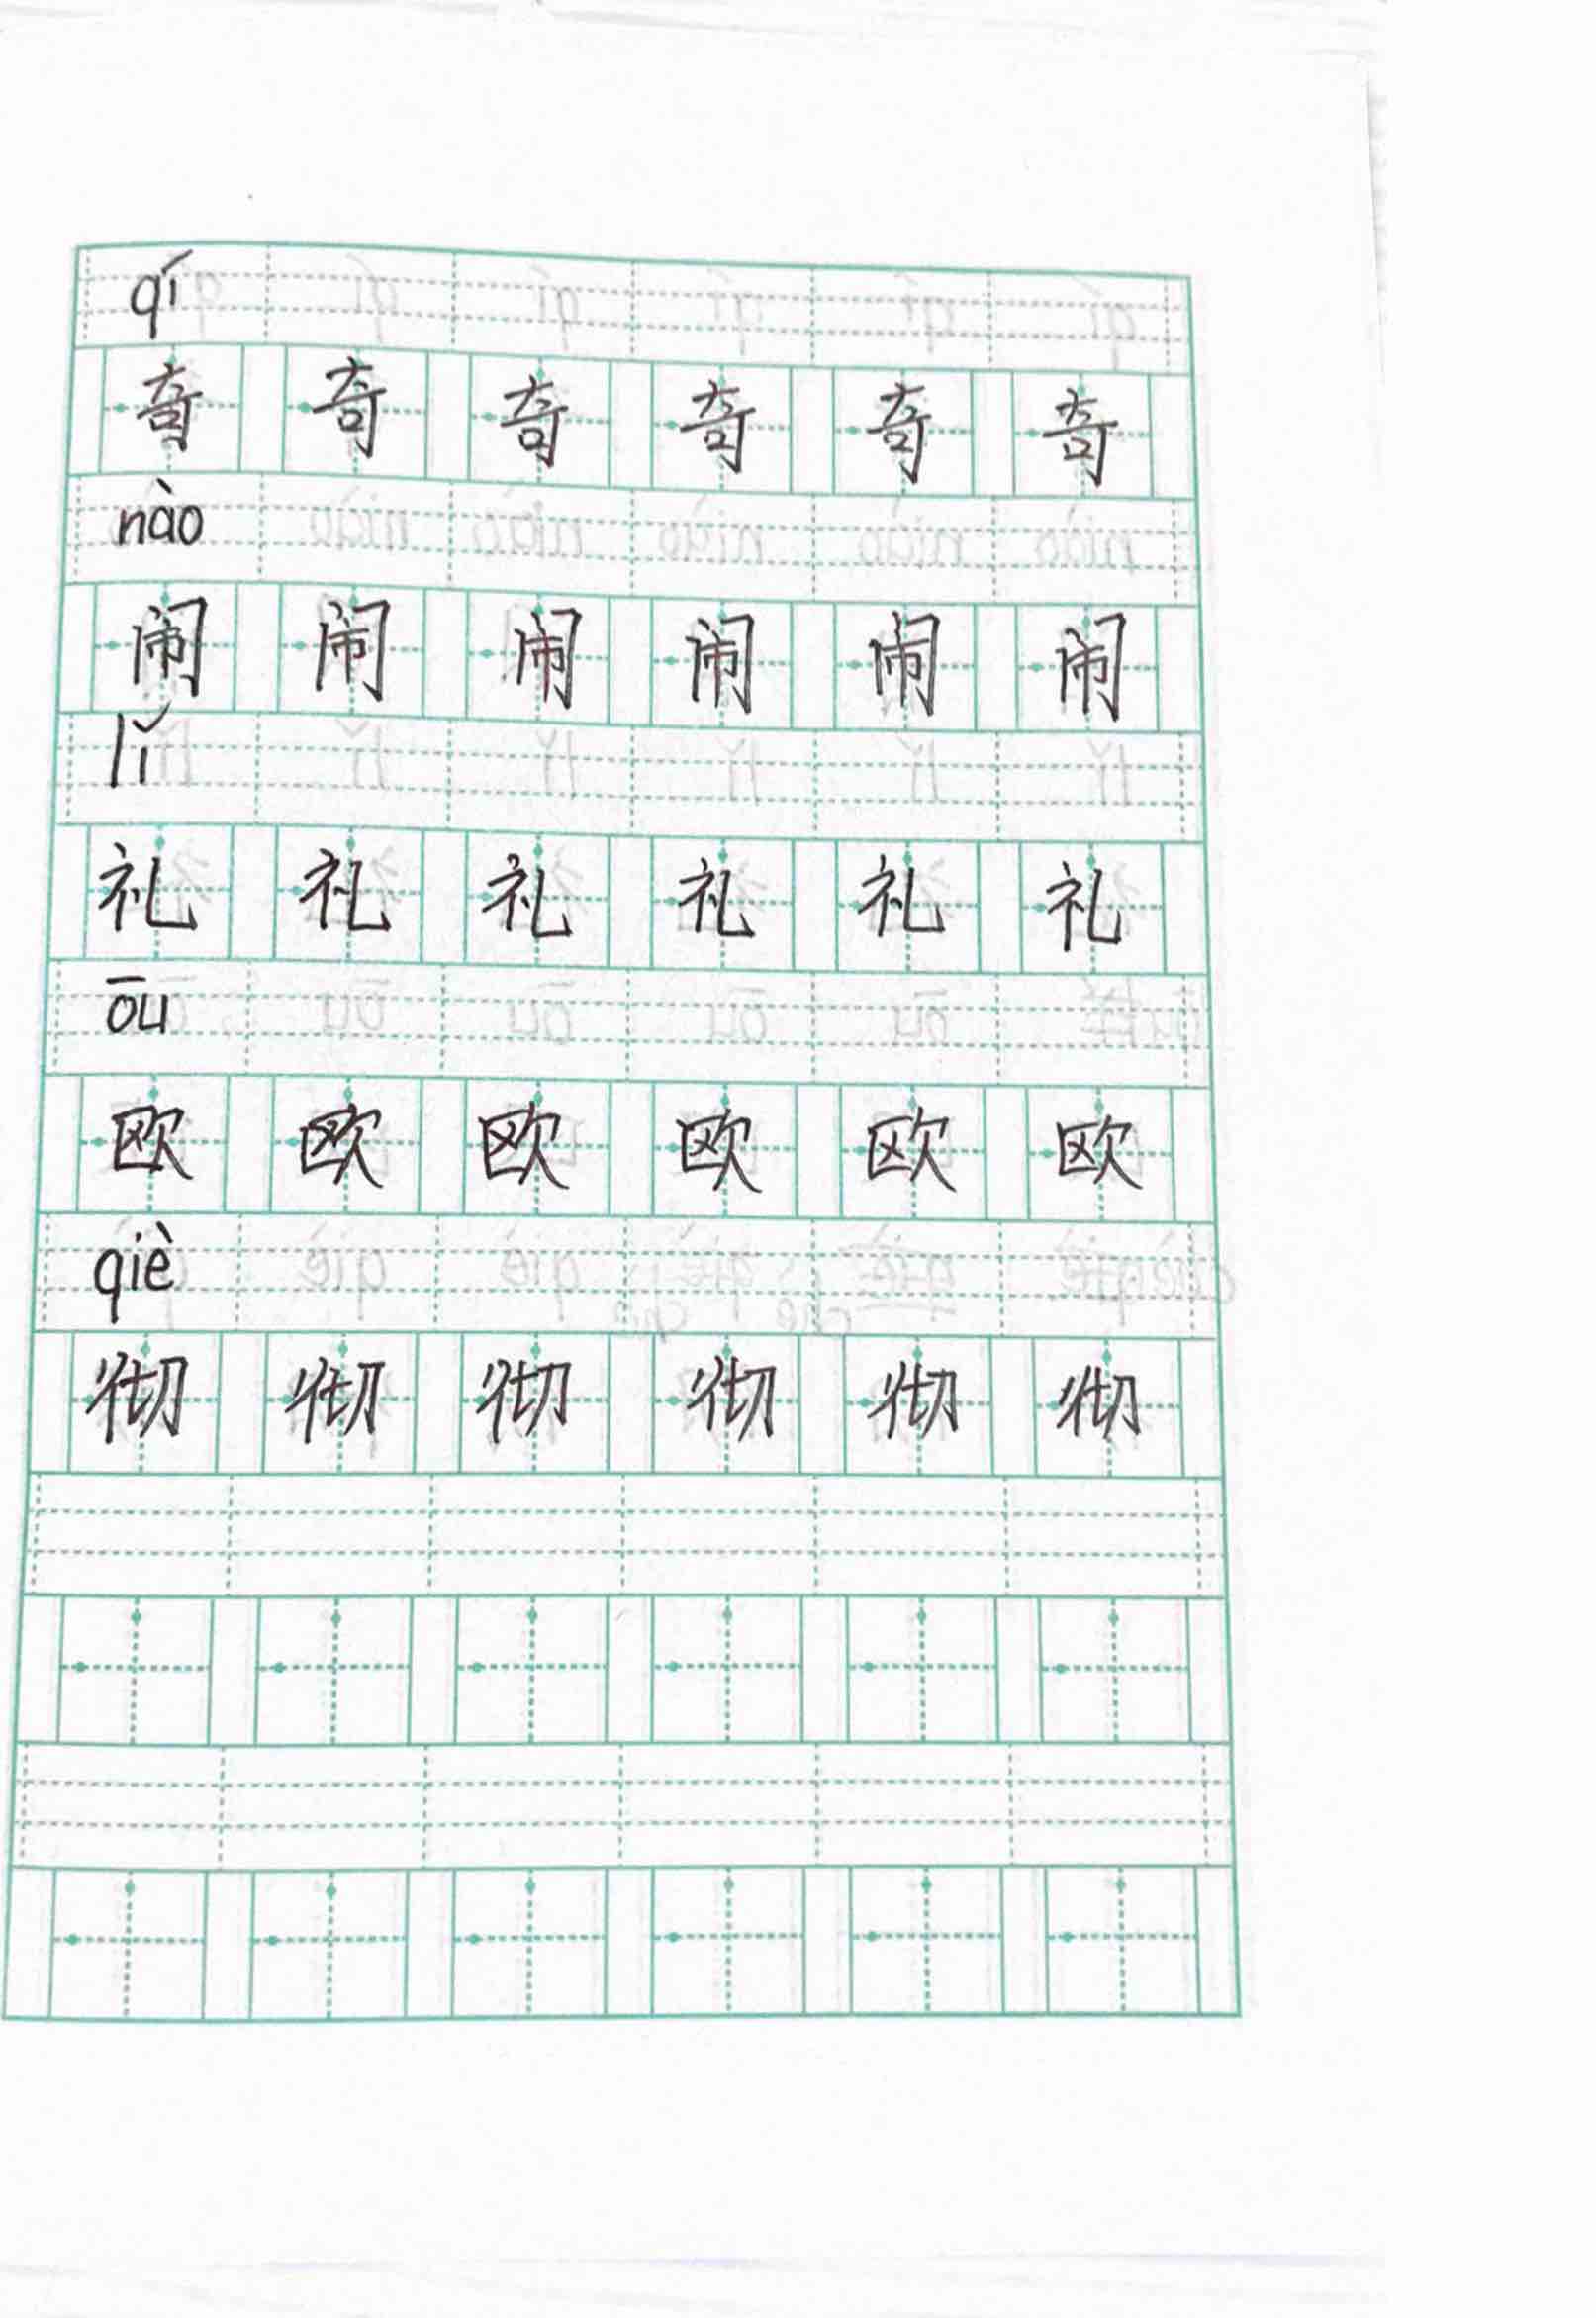 qí
奇 奇 奇 奇 奇 奇
nào
闹 闹 闹 闹 闹 闹
lǐ
礼 礼 礼 礼 礼 礼
ōu
欧 欧 欧 欧 欧 欧
qiè
彻 彻 彻 彻 彻 彻